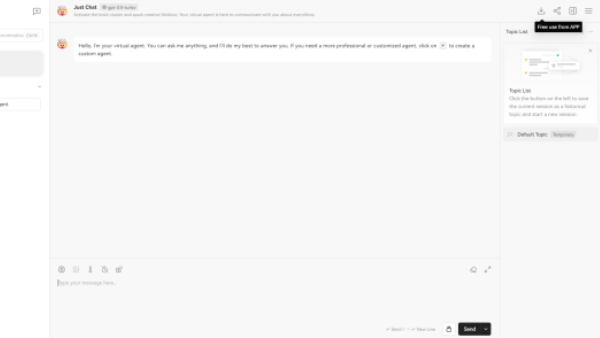 Just Chat gpt-3.5-turbo
Activate the brain cluster and spark creative thinking. Your virtual agent is here to communicate with you about everything.
Free use from APP
Topic List
Hello, I'm your virtual agent. You can ask me anything, and I'll do my best to answer you. If you need a more professional or customized agent, click on + to create a
custom agent.
Topic List
Click the button on the left to save
the current session as a historical
topic and start a new session.
Default Topic Temporary
Type your message here...
Send / New Line
Send